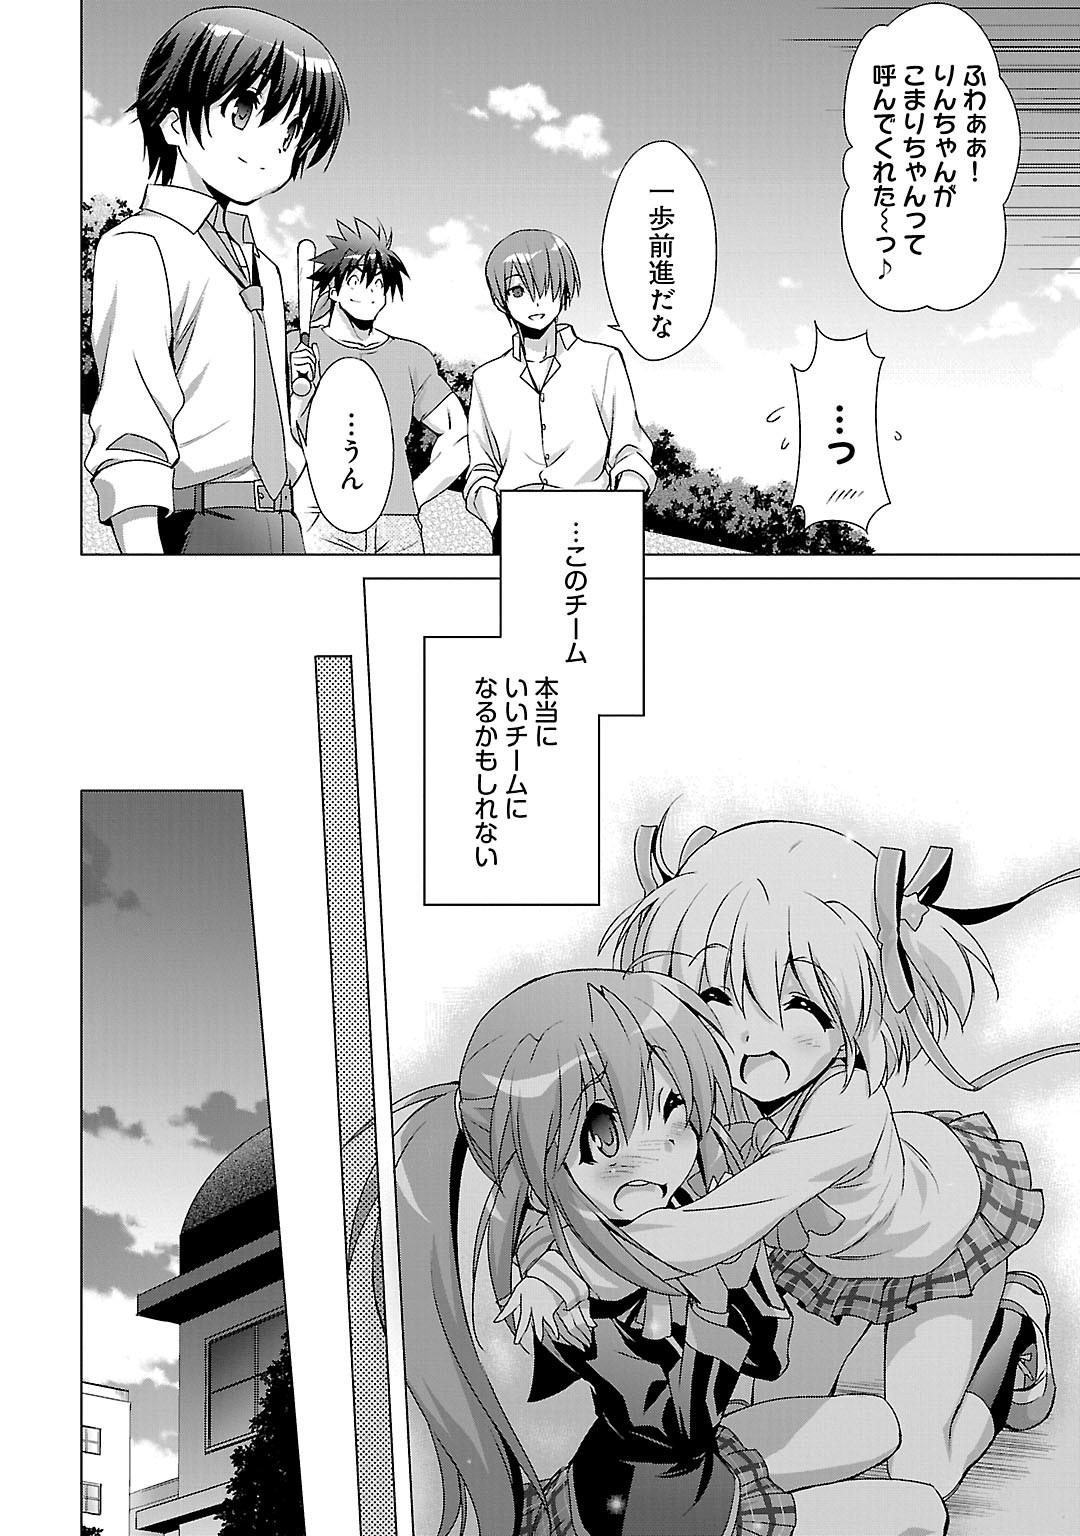 ふわぁぁ!
りんちゃんが
こまりちゃんって
呼んでくれた〜っ♪
…っ
一歩前進だな
…うん
…このチーム
本当に
いいチームに
なるかもしれない